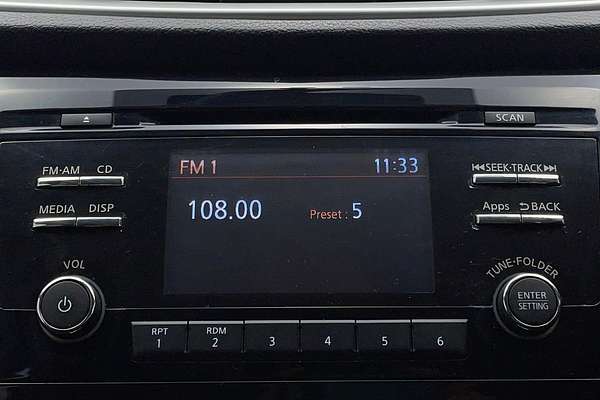 SCAN
FM·AM CD
FM 1 11:33
SEEK·TRACK
MEDIA DISP
108.00 Preset : 5
Apps BACK
VOL
TUNE·FOLDER
ENTER
SETTING
RPT
1
RDM
2
3
4
5
6